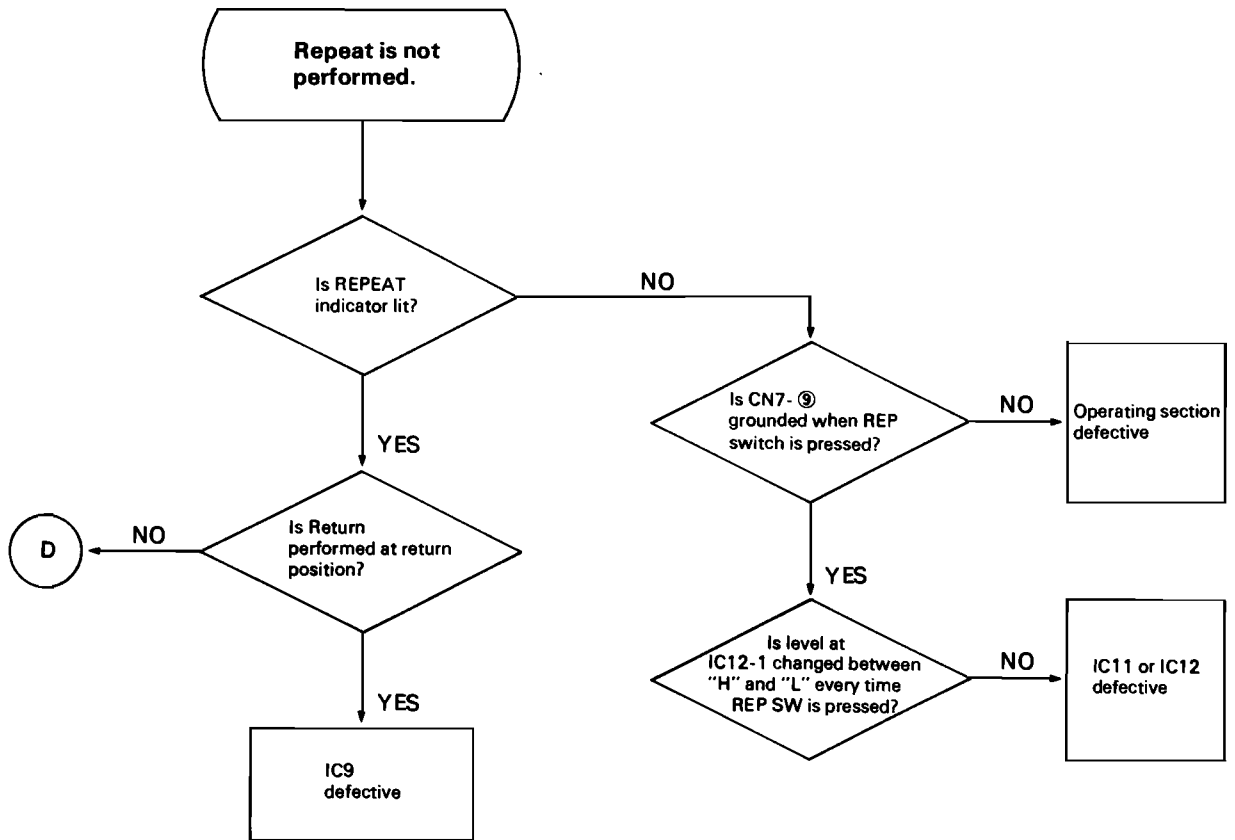 Repeat is not
performed.
Is REPEAT
indicator lit?
NO
YES
Is CN7- ⑨
grounded when REP
switch is pressed?
NO
Operating section
defective
YES
Is Return
performed at return
position?
NO
D
YES
IC9
defective
Is level at
IC12-1 changed between
"H" and "L" every time
REP SW is pressed?
NO
IC11 or IC12
defective